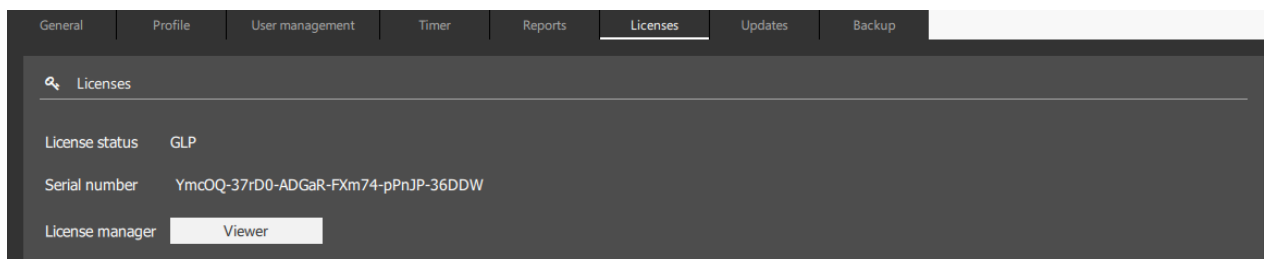 General Profile User management Timer Reports Licenses Updates Backup
Licenses
License status GLP
Serial number YmcOQ-37rD0-ADGaR-FXm74-pPnJP-36DDW
License manager Viewer